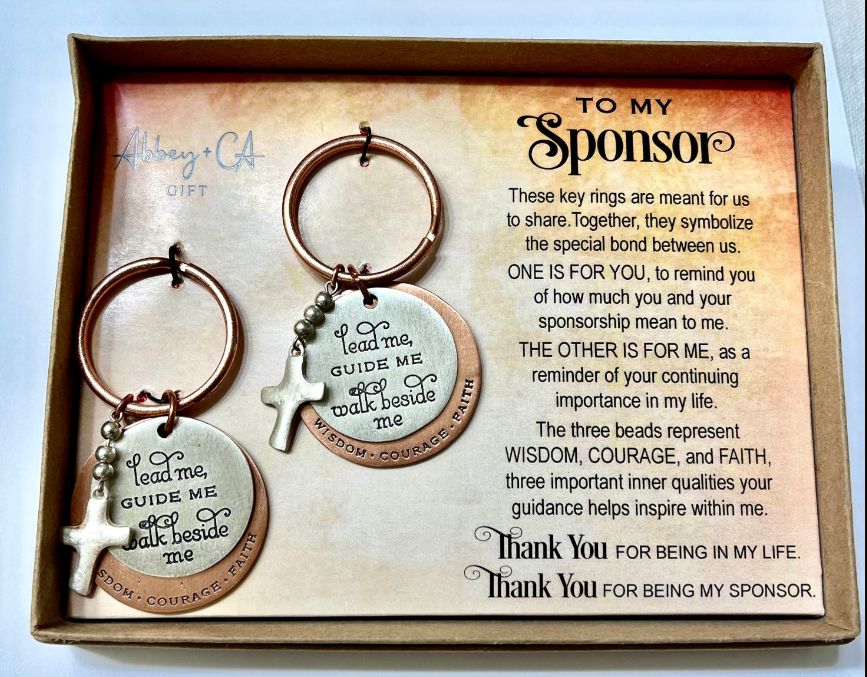 Abbey + CA
GIFT
TO MY
Sponsor
These key rings are meant for us
to share.Together, they symbolize
the special bond between us.
ONE IS FOR YOU, to remind you
of how much you and your
sponsorship mean to me.
THE OTHER IS FOR ME, as a
reminder of your continuing
importance in my life.
The three beads represent
WISDOM, COURAGE, and FAITH,
three important inner qualities your
guidance helps inspire within me.
Thank You FOR BEING IN MY LIFE.
Thank You FOR BEING MY SPONSOR.
lead me,
GUIDE ME
walk beside
me
WISDOM · COURAGE · FAITH
lead me,
GUIDE ME
walk beside
me
SDOM · COURAGE · FAITH